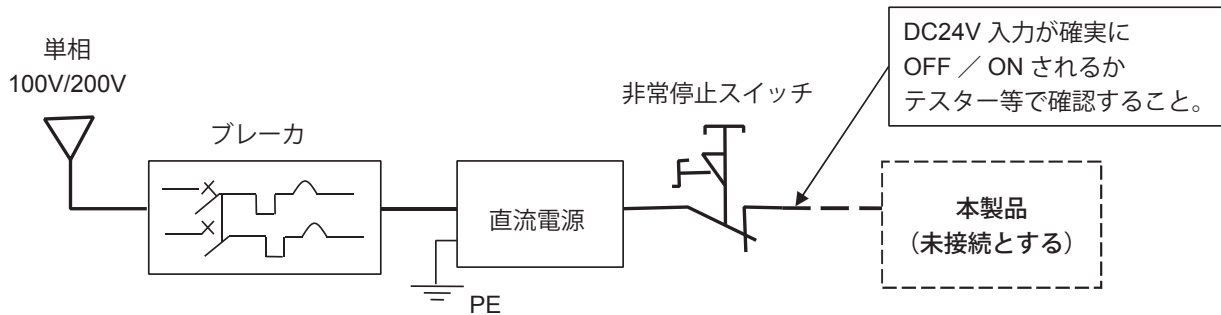 単相
100V/200V
ブレーカ
直流電源
PE
非常停止スイッチ
DC24V 入力が確実に
OFF ／ ON されるか
テスター等で確認すること。
本製品
（未接続とする）